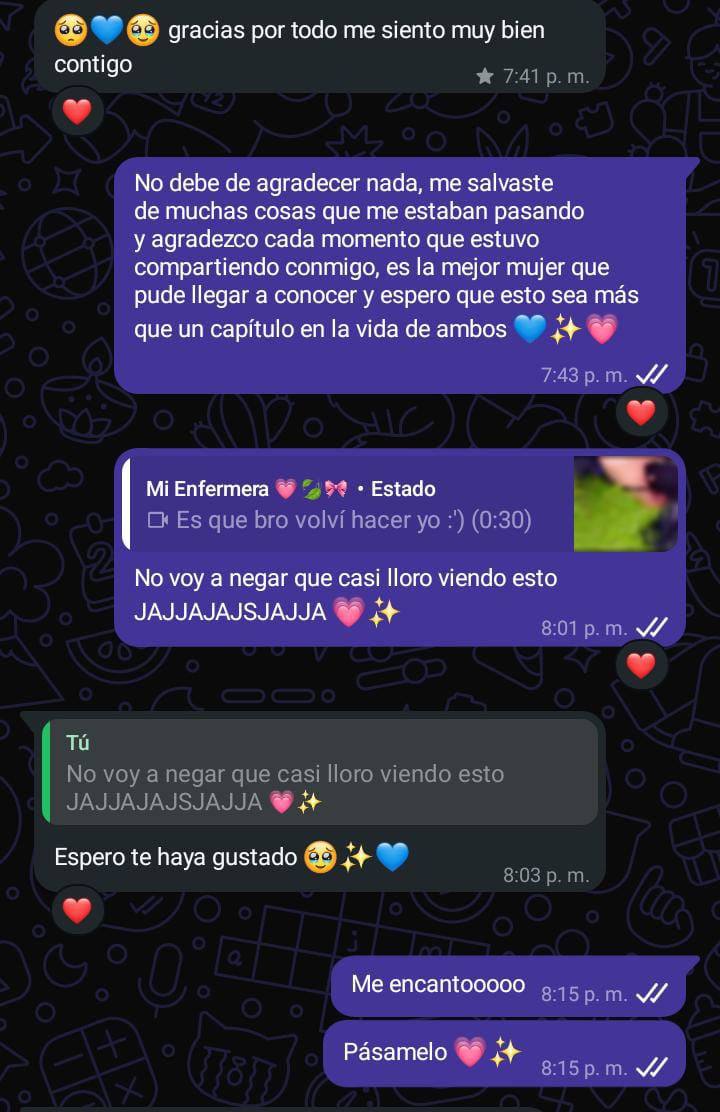 🥺💙🥹 gracias por todo me siento muy bien
contigo
★ 7:41 p. m.
❤️
No debe de agradecer nada, me salvaste
de muchas cosas que me estaban pasando
y agradezco cada momento que estuvo
compartiendo conmigo, es la mejor mujer que
pude llegar a conocer y espero que esto sea más
que un capítulo en la vida de ambos 💙✨💗
7:43 p. m.
❤️
Mi Enfermera 💗🍃🎀 • Estado
Es que bro volví hacer yo :') (0:30)
No voy a negar que casi lloro viendo esto
JAJJAJAJSJAJJA 💗✨
8:01 p. m.
❤️
Tú
No voy a negar que casi lloro viendo esto
JAJJAJAJSJAJJA 💗✨
Espero te haya gustado 🥹✨💙
8:03 p. m.
❤️
Me encantooooo 8:15 p. m.
Pásamelo 💗✨ 8:15 p. m.